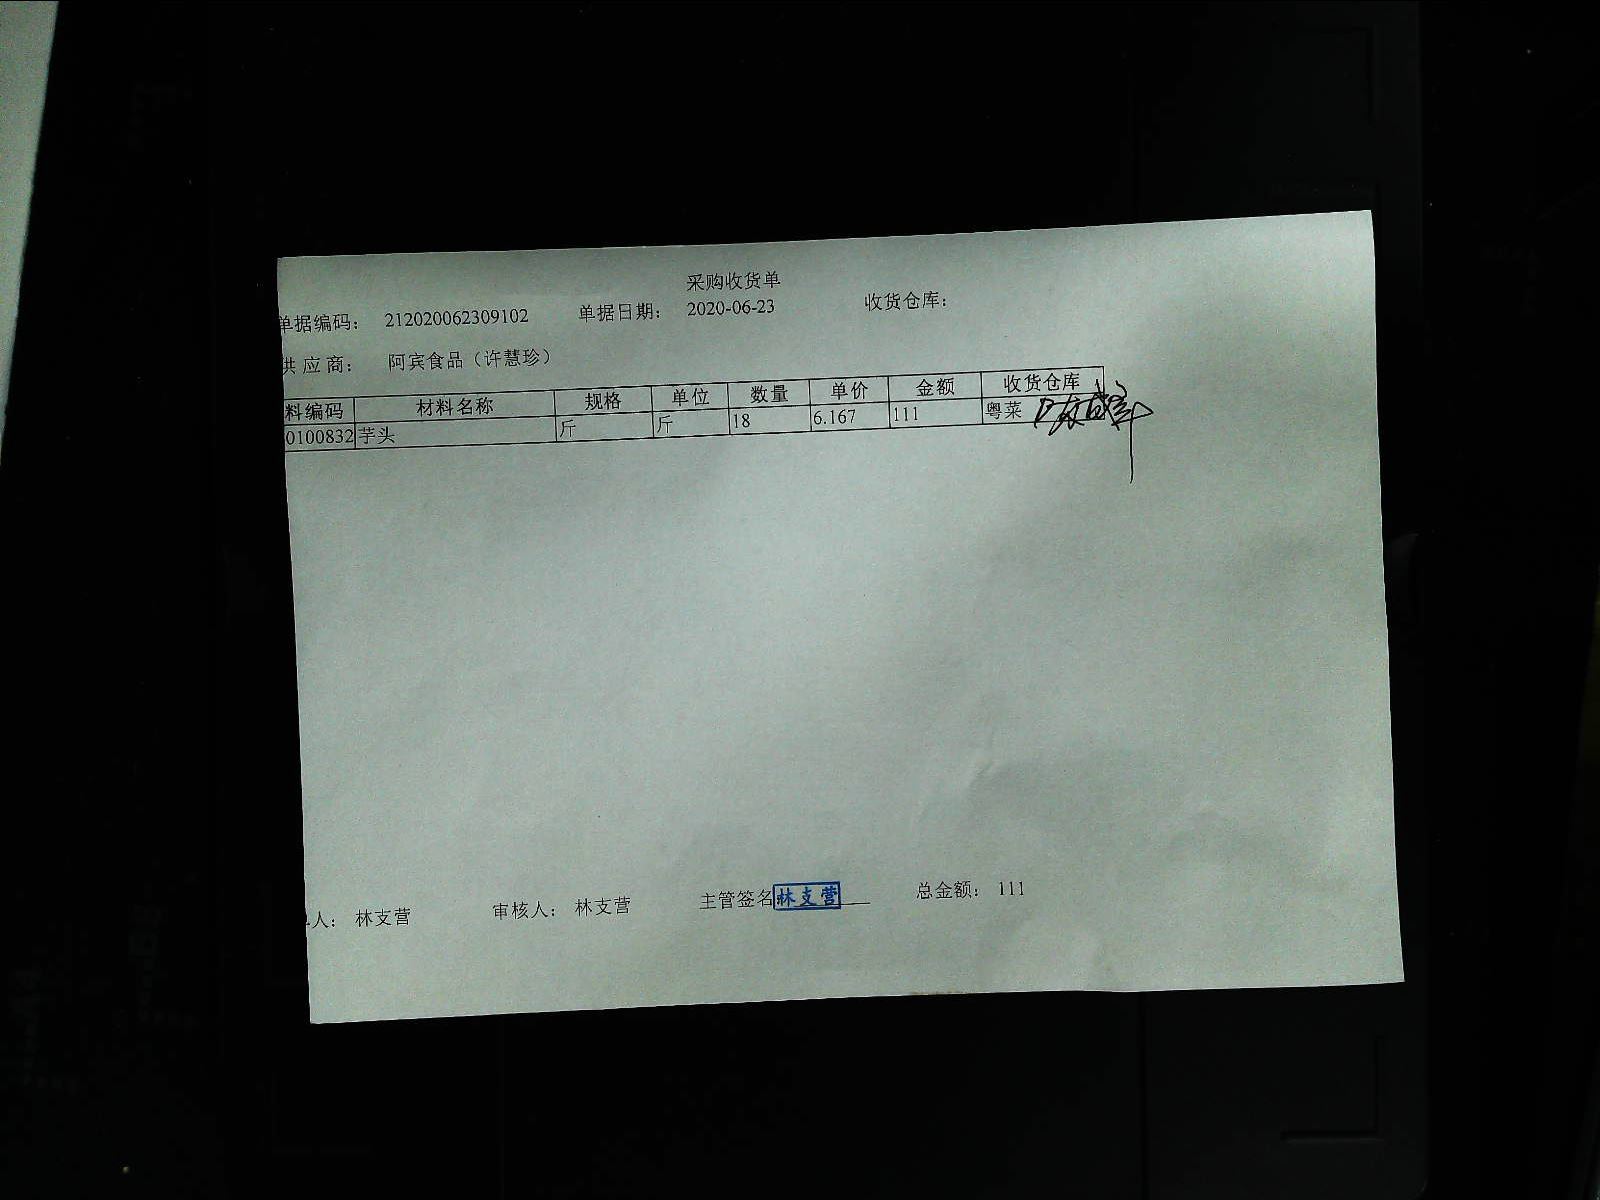 采购收货单
单据编码： 212020062309102 单据日期： 2020-06-23 收货仓库：
供应商： 阿宾食品（许慧珍）
料编码 材料名称 规格 单位 数量 单价 金额 收货仓库
0100832 芋头 斤 斤 18 6.167 111 粤菜
人： 林支营 审核人： 林支营 主管签名 林支营 总金额： 111